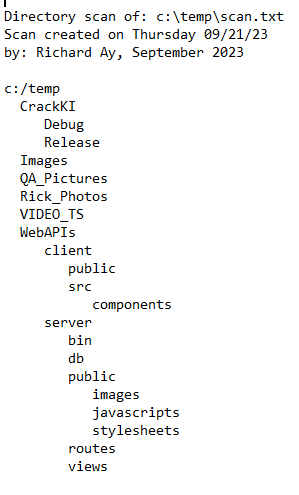 Directory scan of: c:\temp\scan.txt
Scan created on Thursday 09/21/23
by: Richard Ay, September 2023

c:/temp
  CrackKI
     Debug
     Release
  Images
  QA_Pictures
  Rick_Photos
  VIDEO_TS
  WebAPIs
     client
        public
        src
           components
     server
        bin
        db
        public
           images
           javascripts
           stylesheets
        routes
        views